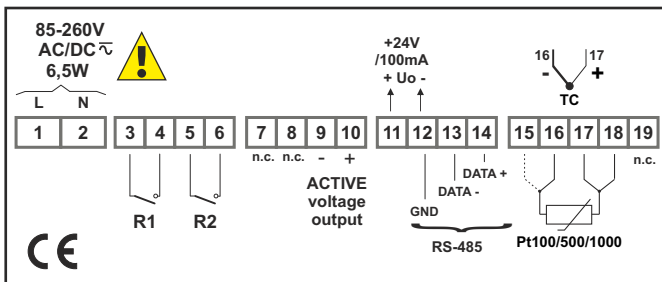 85-260V
AC/DC
6,5W
L N
+24V
/100mA
+ Uo -
16 17
- +
TC
1 2 3 4 5 6 7 8 9 10 11 12 13 14 15 16 17 18 19
n.c. n.c. - +
n.c.
R1 R2
ACTIVE
voltage
output
DATA +
DATA -
GND
RS-485
Pt100/500/1000
CE